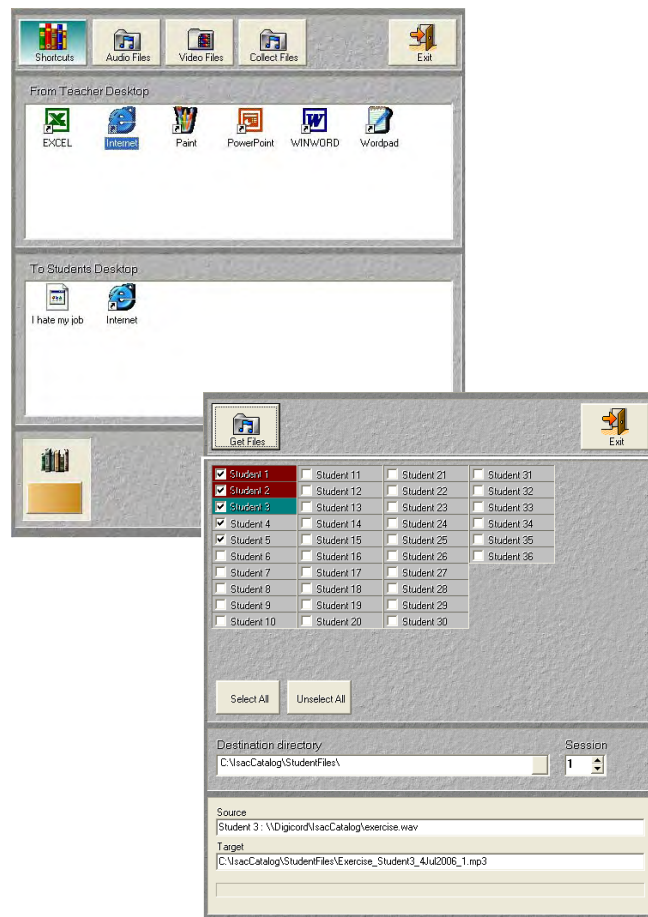 Shortcuts Audio Files Video Files Collect Files Exit
From Teacher Desktop
EXCEL Internet Paint PowerPoint WINWORD Wordpad
To Students Desktop
I hate my job Internet
Get Files Exit
Student 1 Student 11 Student 21 Student 31
Student 2 Student 12 Student 22 Student 32
Student 3 Student 13 Student 23 Student 33
Student 4 Student 14 Student 24 Student 34
Student 5 Student 15 Student 25 Student 35
Student 6 Student 16 Student 26 Student 36
Student 7 Student 17 Student 27
Student 8 Student 18 Student 28
Student 9 Student 19 Student 29
Student 10 Student 20 Student 30
Select All Unselect All
Destination directory Session
C:\IsacCatalog\StudentFiles\ 1
Source
Student 3 : \\Digicord\IsacCatalog\exercise.wav
Target
C:\IsacCatalog\StudentFiles\Exercise_Student3_4Jul2006_1.mp3